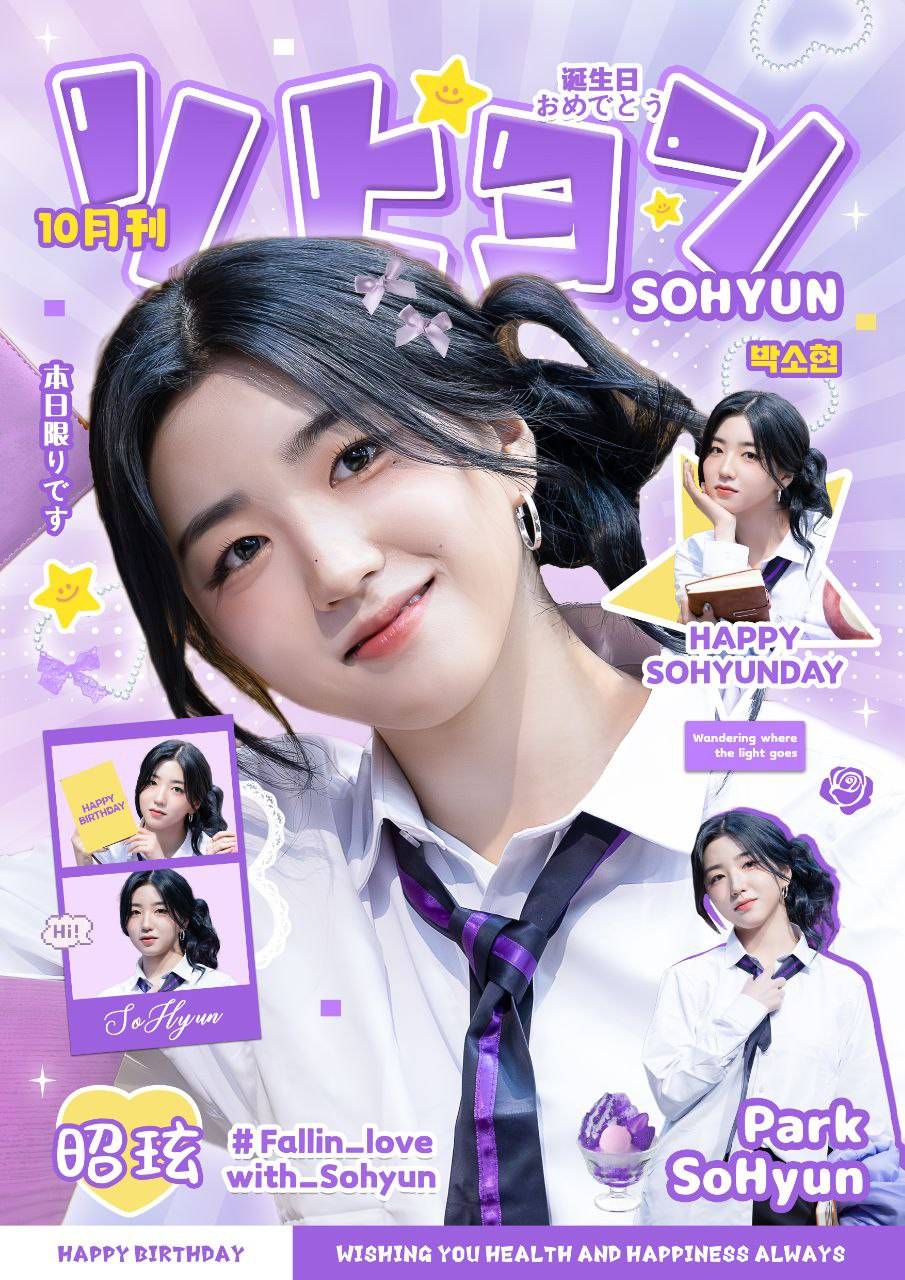 誕生日
おめでとう
ソヒョン
10月刊
SOHYUN
박소현
本日限りです
HAPPY
SOHYUNDAY
Wandering where
the light goes
HAPPY
BIRTHDAY
Hi!
SoHyun
昭玹
#Fallin_love
with_Sohyun
Park
SoHyun
HAPPY BIRTHDAY
WISHING YOU HEALTH AND HAPPINESS ALWAYS